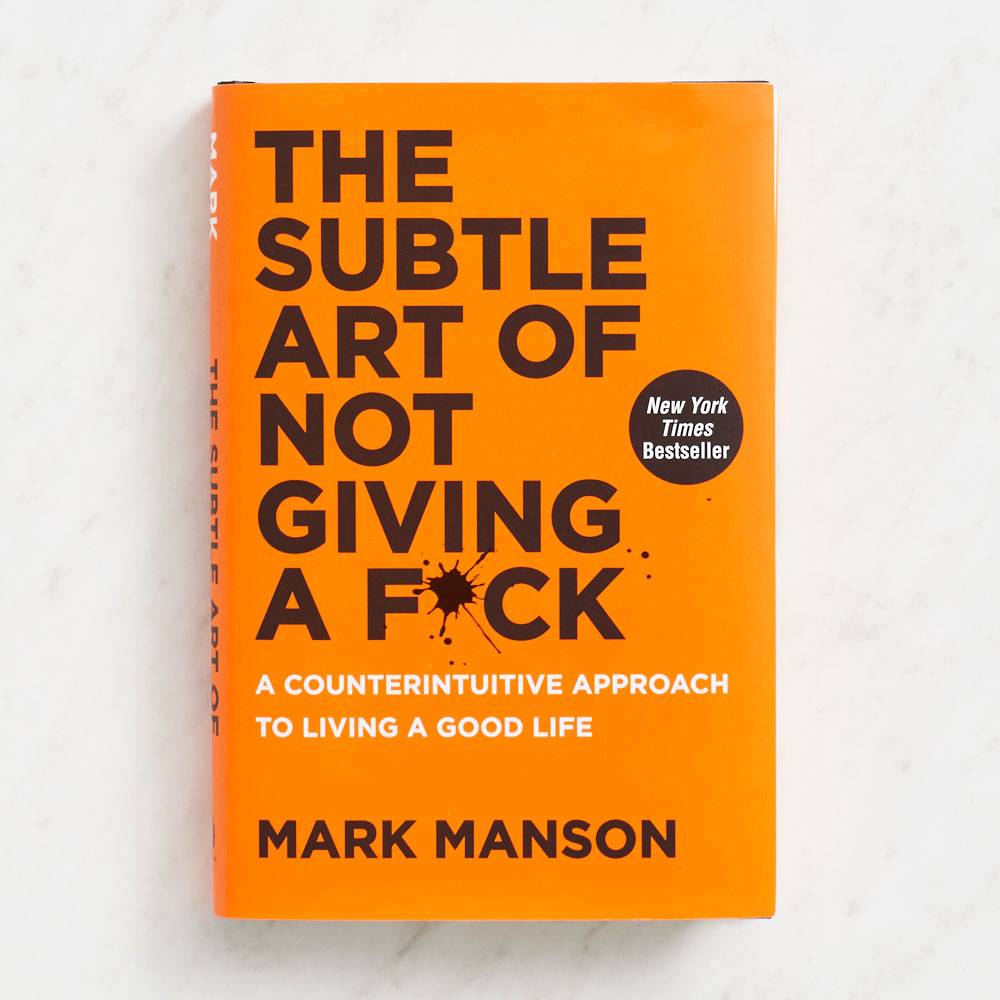 THE
SUBTLE
ART OF
NOT
GIVING
A F*CK
New York
Times
Bestseller
A COUNTERINTUITIVE APPROACH
TO LIVING A GOOD LIFE
MARK MANSON
MARK
THE SUBTLE ART OF